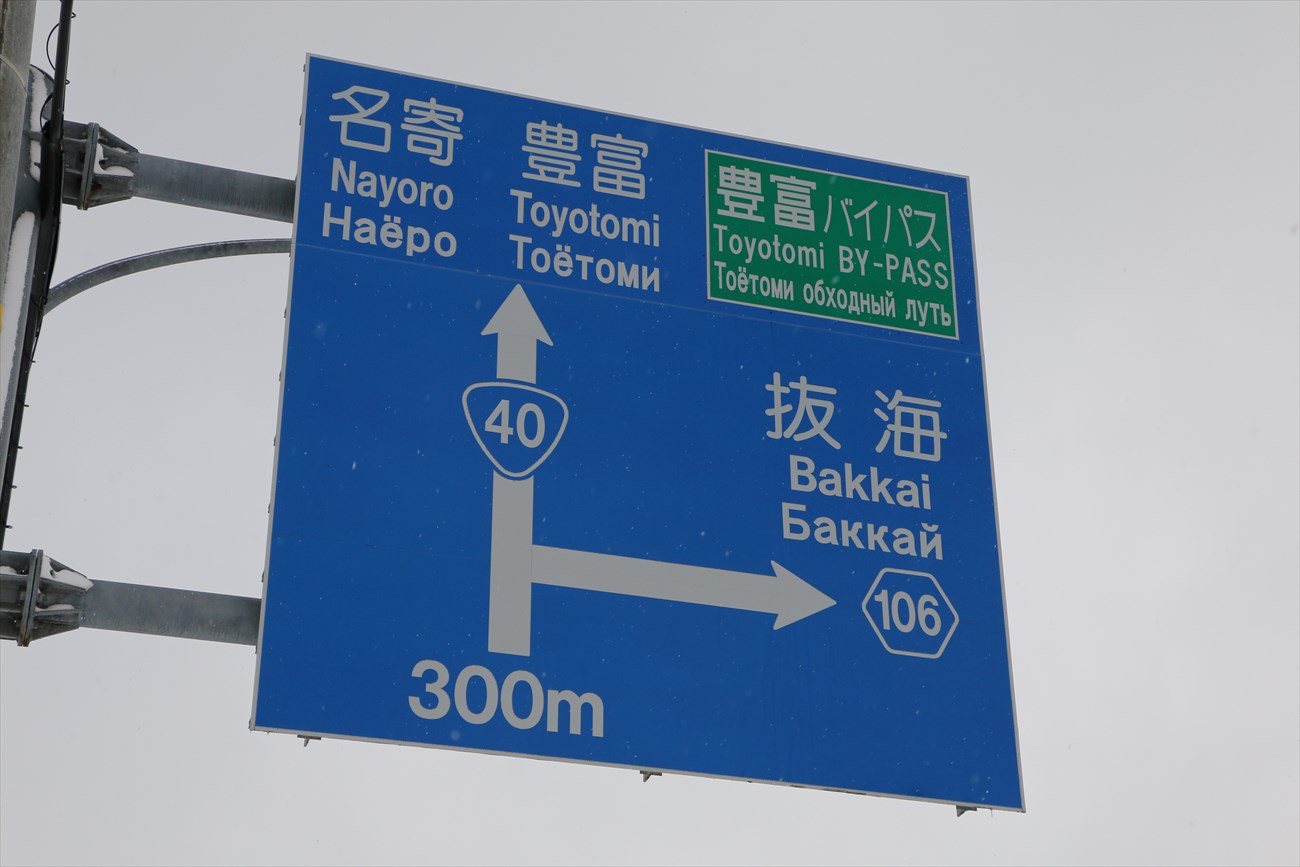 名寄
Nayoro
Наёро
豊富
Toyotomi
Тоётоми
豊富バイパス
Toyotomi BY-PASS
Тоётоми обходный луть
40
抜海
Bakkai
Баккай
106
300m